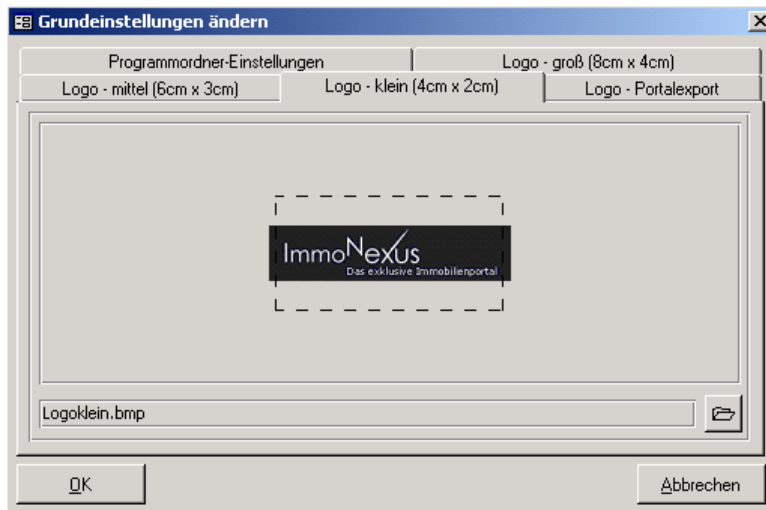 Grundeinstellungen ändern
Programmordner-Einstellungen
Logo - groß (8cm x 4cm)
Logo - mittel (6cm x 3cm)
Logo - klein (4cm x 2cm)
Logo - Portalexport
ImmoNexus
Das exklusive Immobilienportal
Logoklein.bmp
OK
Abbrechen